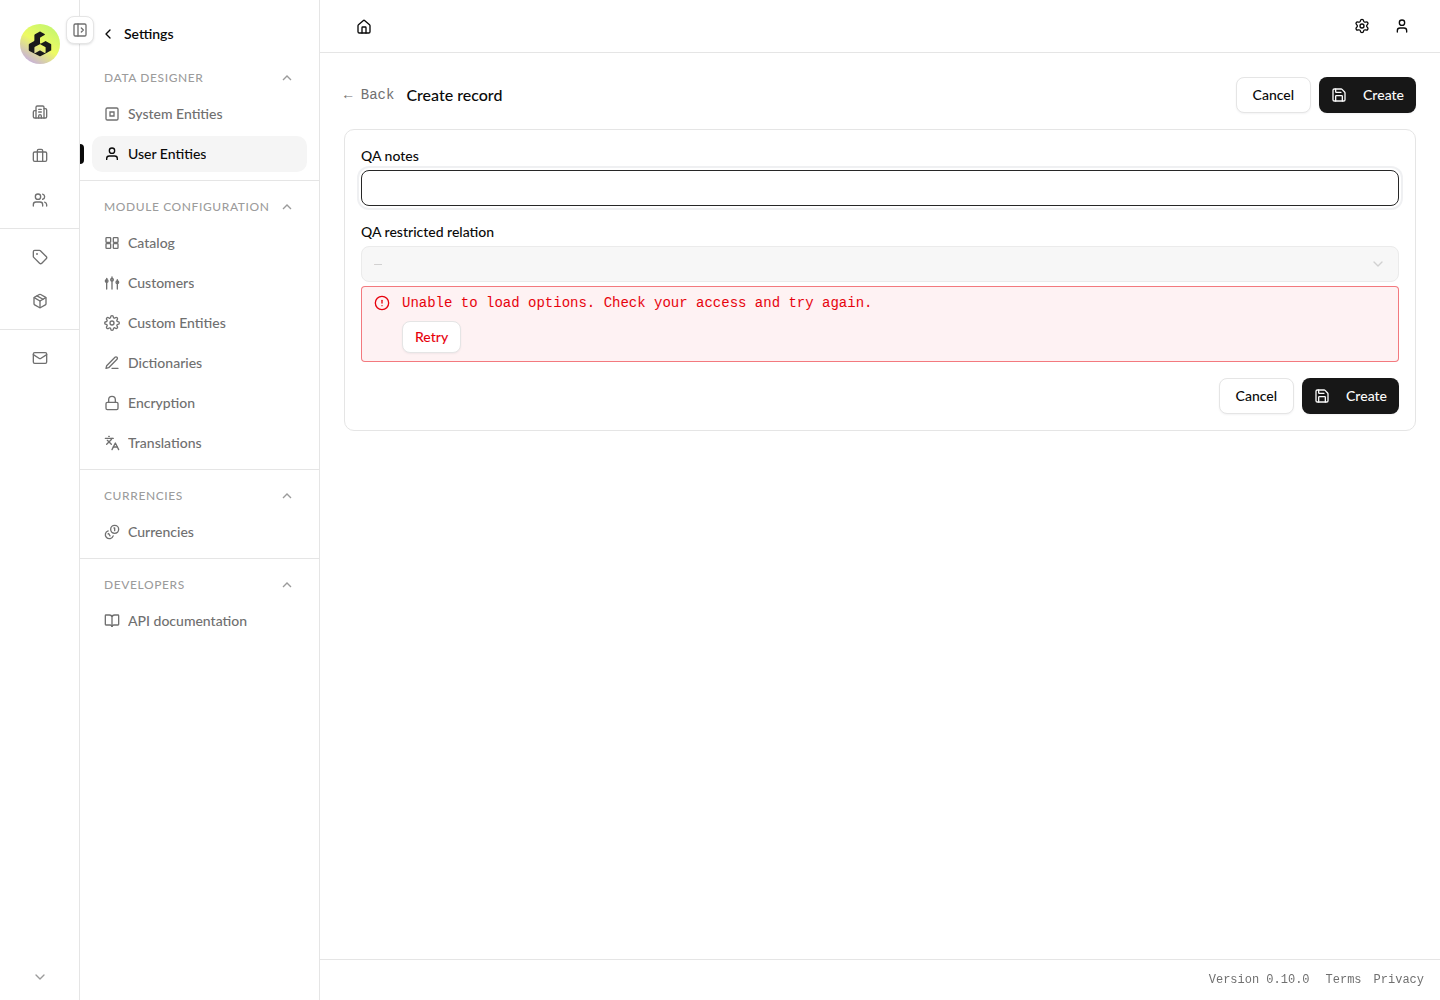 Settings
DATA DESIGNER
System Entities
User Entities
MODULE CONFIGURATION
Catalog
Customers
Custom Entities
Dictionaries
Encryption
Translations
CURRENCIES
Currencies
DEVELOPERS
API documentation
← Back Create record
Cancel Create
QA notes
QA restricted relation
—
Unable to load options. Check your access and try again.
Retry
Cancel Create
Version 0.10.0 Terms Privacy